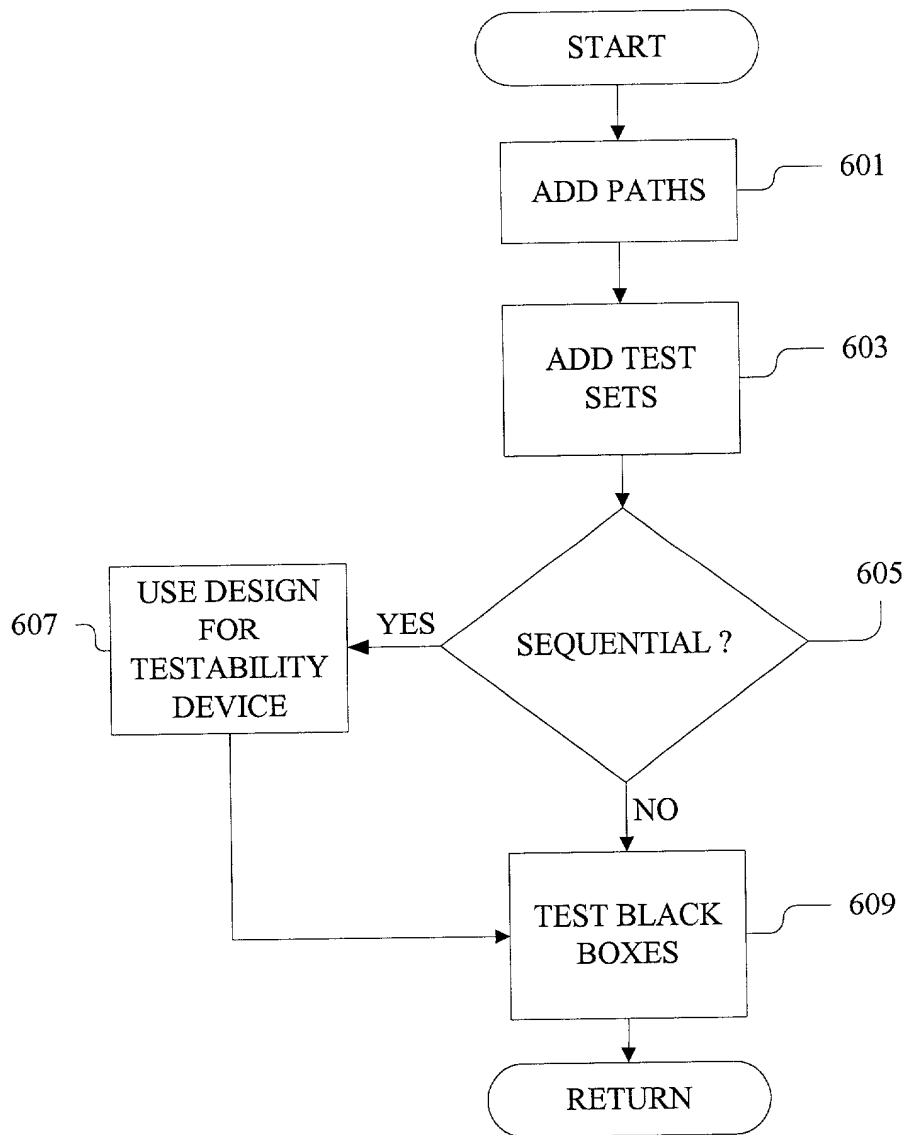 START
ADD PATHS
601
ADD TEST
SETS
603
605
SEQUENTIAL ?
YES
USE DESIGN
FOR
TESTABILITY
DEVICE
607
NO
TEST BLACK
BOXES
609
RETURN